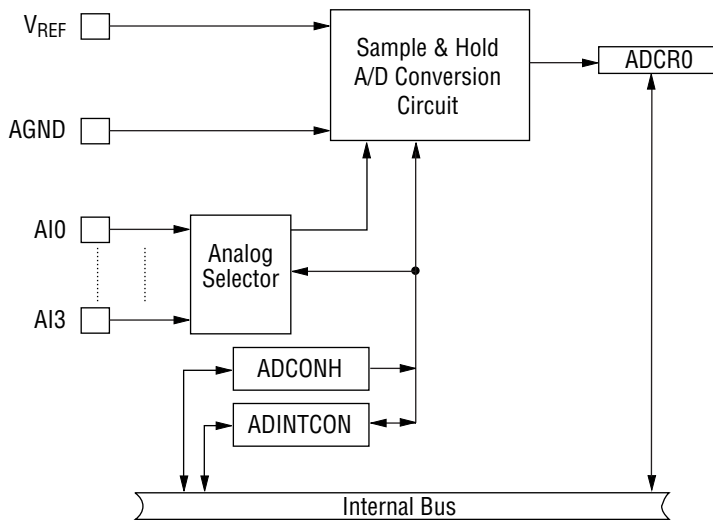 VREF
Sample & Hold
A/D Conversion
Circuit
ADCR0
AGND
AI0
Analog
Selector
AI3
ADCONH
ADINTCON
Internal Bus